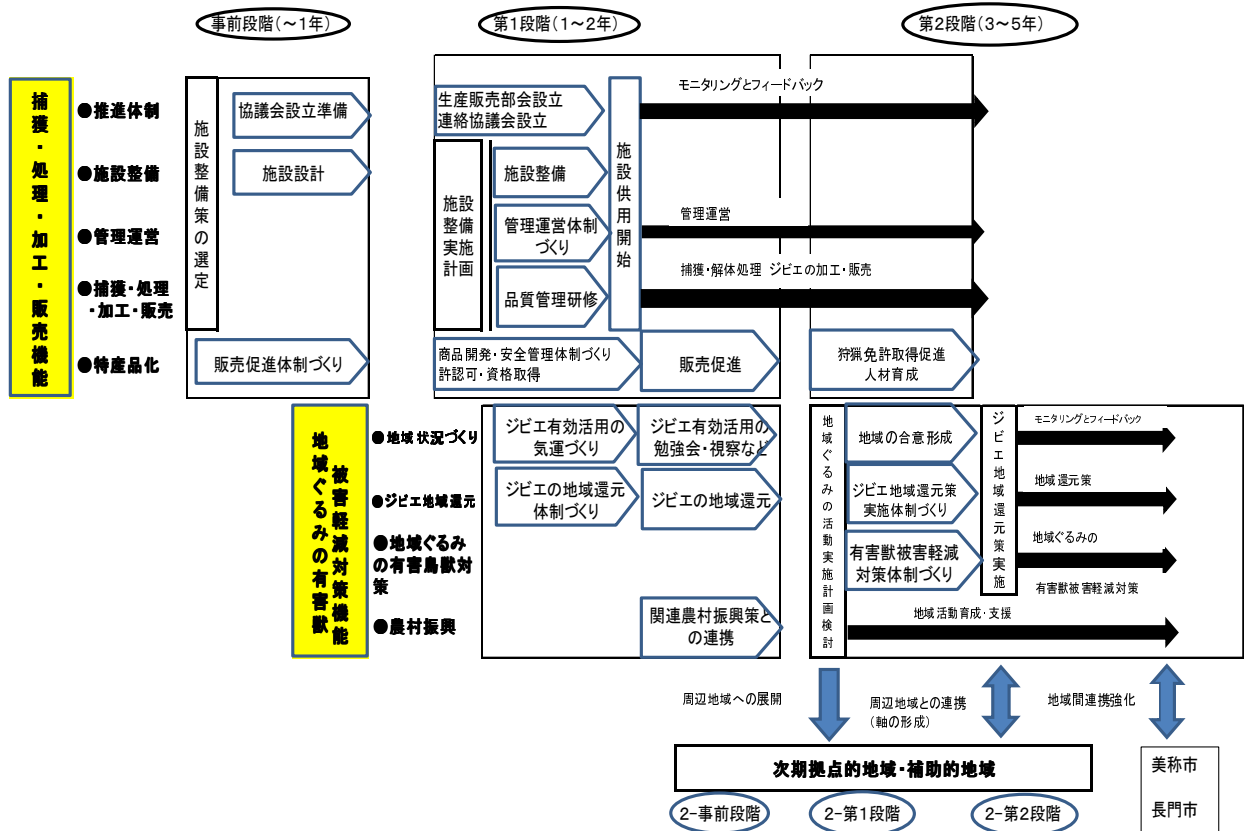 事前段階(～1年)
第1段階(1～2年)
第2段階(3～5年)
捕獲・処理・加工・販売機能
●推進体制
●施設整備
●管理運営
●捕獲・処理
・加工・販売
●特産品化
施設整備策の選定
協議会設立準備
施設設計
販売促進体制づくり
生産販売部会設立
連絡協議会設立
施設
整備
実施
計画
施設整備
管理運営体制
づくり
品質管理研修
施設供用開始
商品開発・安全管理体制づくり
許認可・資格取得
販売促進
モニタリングとフィードバック
管理運営
捕獲・解体処理 ジビエの加工・販売
狩猟免許取得促進
人材育成
地域ぐるみの有害獣
被害軽減対策機能
●地域状況づくり
●ジビエ地域還元
●地域ぐるみ
の有害鳥獣対
策
●農村振興
ジビエ有効活用の
気運づくり
ジビエ有効活用の
勉強会・視察など
ジビエの地域還元
体制づくり
ジビエの地域還元
関連農村振興策と
の連携
地域ぐるみの活動実施計画検討
地域の合意形成
ジビエ地域還元策
実施体制づくり
有害獣被害軽減
対策体制づくり
ジビエ地域還元策実施
モニタリングとフィードバック
地域還元策
地域ぐるみの
有害獣被害軽減対策
地域活動育成・支援
周辺地域への展開
周辺地域との連携
(軸の形成)
地域間連携強化
次期拠点的地域・補助的地域
2-事前段階
2-第1段階
2-第2段階
美祢市
長門市